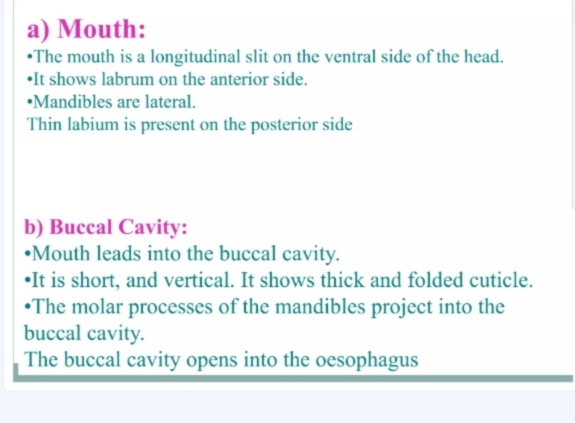 a) Mouth:
•The mouth is a longitudinal slit on the ventral side of the head.
•It shows labrum on the anterior side.
•Mandibles are lateral.
Thin labium is present on the posterior side
b) Buccal Cavity:
•Mouth leads into the buccal cavity.
•It is short, and vertical. It shows thick and folded cuticle.
•The molar processes of the mandibles project into the
buccal cavity.
The buccal cavity opens into the oesophagus